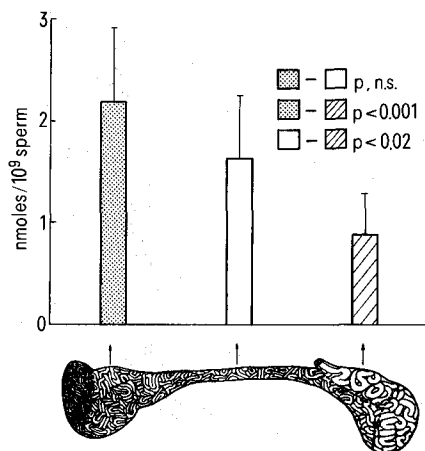 nmoles/10⁹ sperm
3
2
1
0
– p, n.s.
– p<0.001
– p<0.02